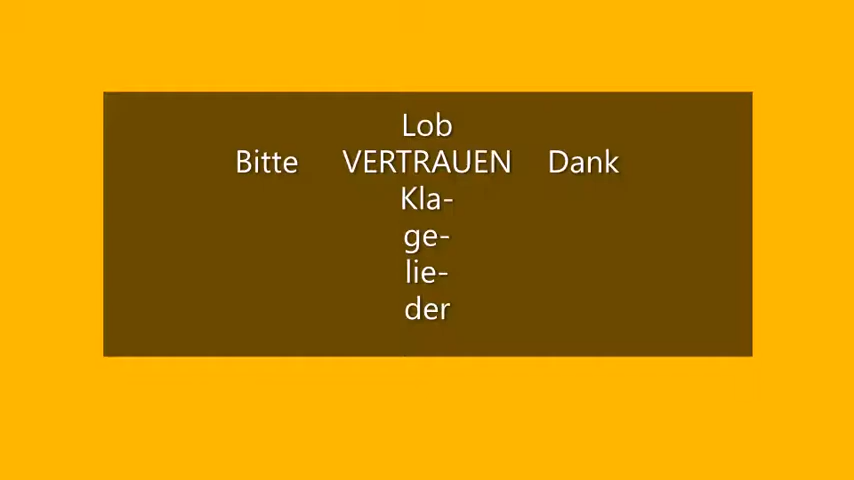 Lob
Bitte VERTRAUEN Dank
Kla-
ge-
lie-
der